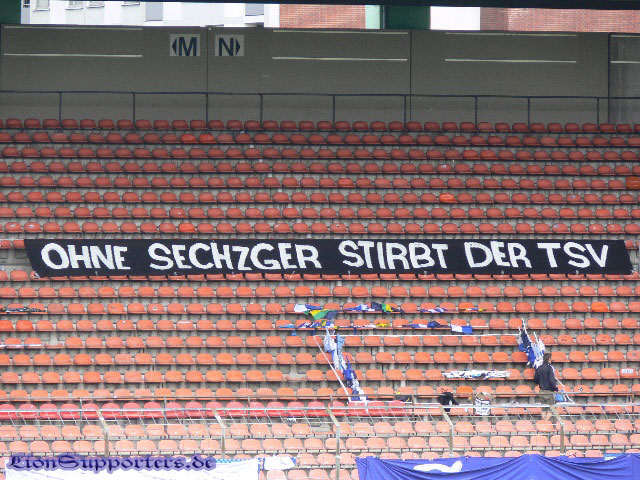 M N
OHNE SECHZGER STIRBT DER TSV
LionSupporters.de